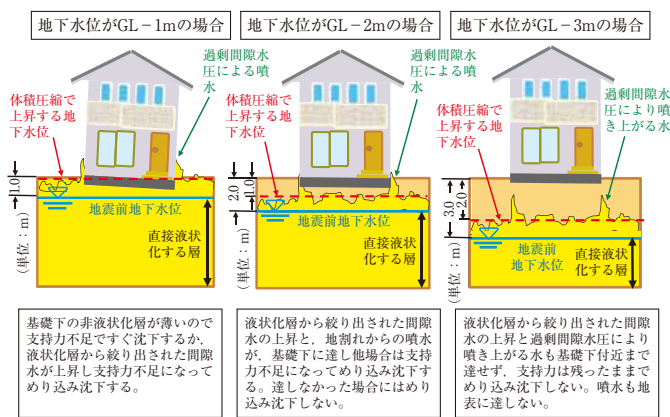 地下水位がGL－1mの場合
過剰間隙水
圧による噴
水
体積圧縮で
上昇する地
下水位
1.0
(単位：m)
地震前地下水位
直接液状
化する層
基礎下の非液状化層が薄いので
支持力不足ですぐ沈下するか，
液状化層から絞り出された間隙
水が上昇し支持力不足になって
めり込み沈下する。
地下水位がGL－2mの場合
過剰間隙水
圧による噴
水
体積圧縮で
上昇する地
下水位
2.0
1.0
(単位：m)
地震前地下水位
直接液状
化する層
液状化層から絞り出された間隙
水の上昇と，地割れからの噴水
が，基礎下に達し他場合は支持
力不足になってめり込み沈下す
る。達しなかった場合にはめり
込み沈下しない。
地下水位がGL－3mの場合
過剰間隙水
圧により噴
き上がる水
体積圧縮で
上昇する地
下水位
3.0
2.0
(単位：m)
地震前
地下水位
直接液状
化する層
液状化層から絞り出された間隙
水の上昇と過剰間隙水圧により
噴き上がる水も基礎下付近まで
達せず，支持力は残ったままで
めり込み沈下しない。噴水も地
表に達しない。